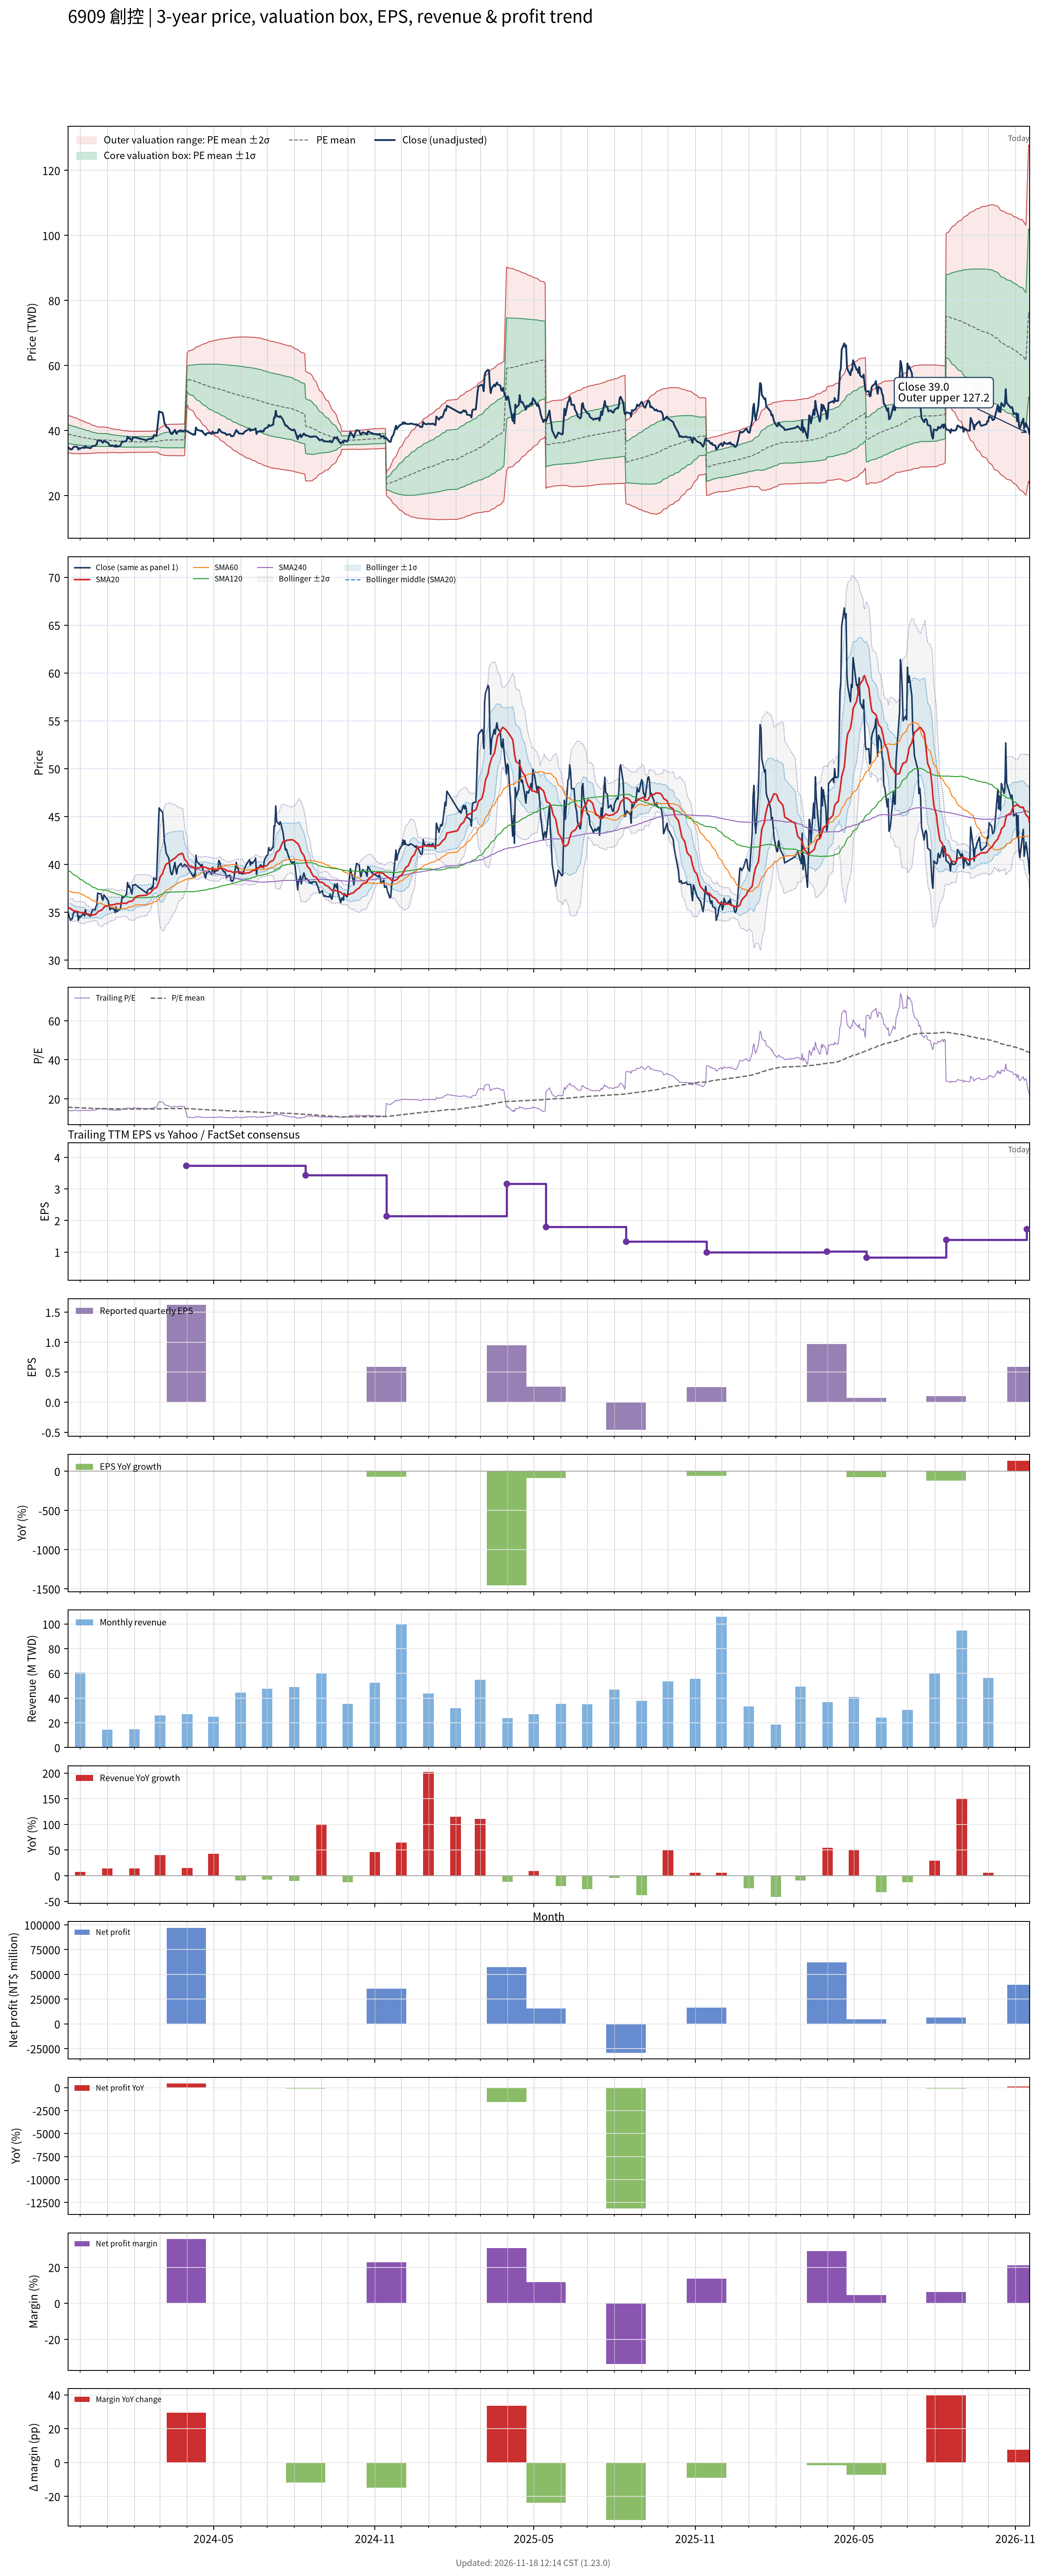 6909 創控 | 3-year price, valuation box, EPS, revenue & profit trend
Outer valuation range: PE mean ±2σ
Core valuation box: PE mean ±1σ
PE mean
Close (unadjusted)
Today
120
100
80
60
40
20
Price (TWD)
Close 39.0
Outer upper 127.2
Close (same as panel 1)
SMA20
SMA60
SMA120
SMA240
Bollinger ±2σ
Bollinger ±1σ
Bollinger middle (SMA20)
70
65
60
55
50
45
40
35
30
Price
Trailing P/E
P/E mean
60
40
20
P/E
Trailing TTM EPS vs Yahoo / FactSet consensus
Today
4
3
2
1
EPS
Reported quarterly EPS
1.5
1.0
0.5
0.0
-0.5
EPS
EPS YoY growth
0
-500
-1000
-1500
YoY (%)
Monthly revenue
100
80
60
40
20
0
Revenue (M TWD)
Revenue YoY growth
200
150
100
50
0
-50
YoY (%)
Month
Net profit
100000
75000
50000
25000
0
-25000
Net profit (NT$ million)
Net profit YoY
0
-2500
-5000
-7500
-10000
-12500
YoY (%)
Net profit margin
20
0
-20
Margin (%)
Margin YoY change
40
20
0
-20
Δ margin (pp)
2024-05
2024-11
2025-05
2025-11
2026-05
2026-11
Updated: 2026-11-18 12:14 CST (1.23.0)